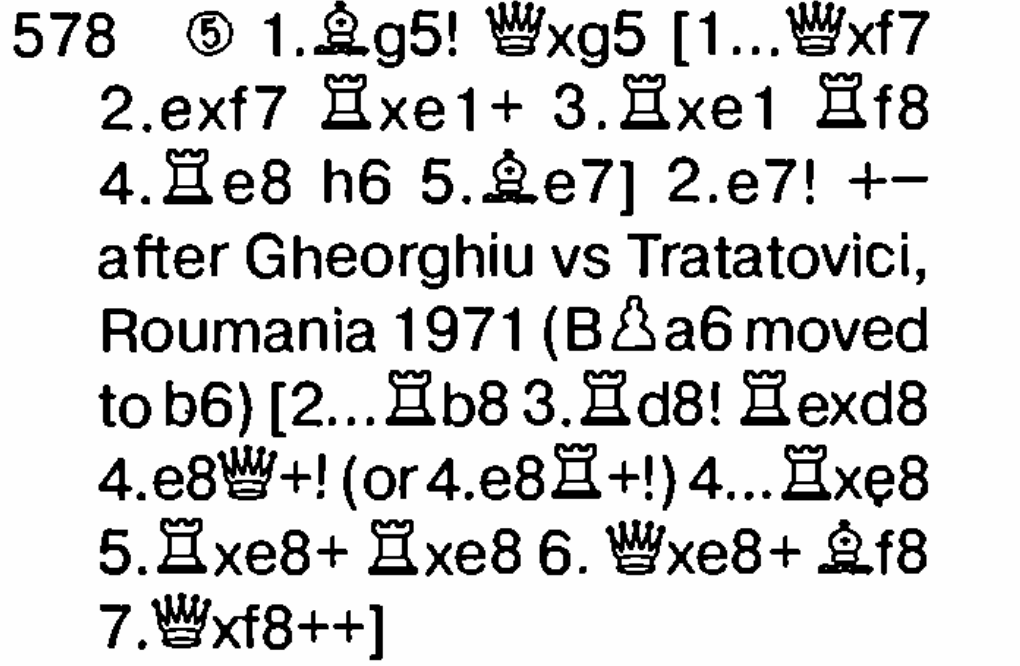 578 ⑤ 1.♗g5! ♕xg5 [1...♕xf7
2.exf7 ♖xe1+ 3.♖xe1 ♖f8
4.♖e8 h6 5.♗e7] 2.e7! +−
after Gheorghiu vs Tratatovici,
Roumania 1971 (B♙a6 moved
to b6) [2...♖b8 3.♖d8! ♖exd8
4.e8♕+! (or 4.e8♖+!) 4...♖xe8
5.♖xe8+ ♖xe8 6. ♕xe8+ ♗f8
7.♕xf8++]